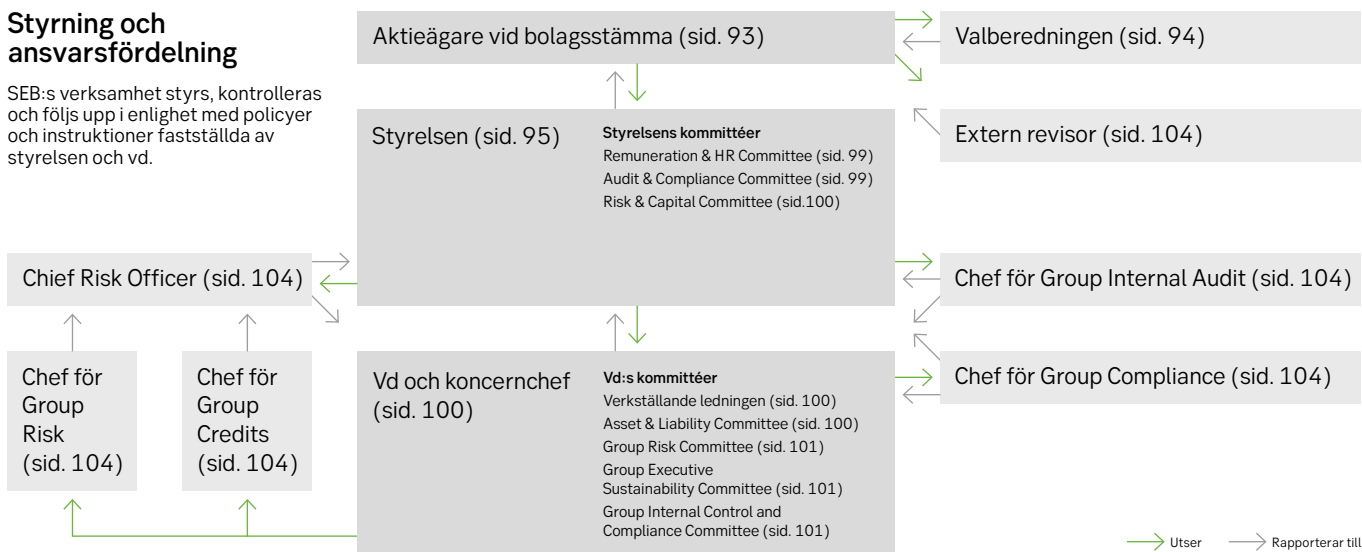 Styrning och
ansvarsfördelning
SEB:s verksamhet styrs, kontrolleras
och följs upp i enlighet med policyer
och instruktioner fastställda av
styrelsen och vd.
Aktieägare vid bolagsstämma (sid. 93)
Valberedningen (sid. 94)
Styrelsen (sid. 95)
Styrelsens kommittéer
Remuneration & HR Committee (sid. 99)
Audit & Compliance Committee (sid. 99)
Risk & Capital Committee (sid.100)
Extern revisor (sid. 104)
Chief Risk Officer (sid. 104)
Chef för Group Internal Audit (sid. 104)
Chef för
Group
Risk
(sid. 104)
Chef för
Group
Credits
(sid. 104)
Vd och koncernchef
(sid. 100)
Vd:s kommittéer
Verkställande ledningen (sid. 100)
Asset & Liability Committee (sid. 100)
Group Risk Committee (sid. 101)
Group Executive
Sustainability Committee (sid. 101)
Group Internal Control and
Compliance Committee (sid. 101)
Chef för Group Compliance (sid. 104)
Utser
Rapporterar till